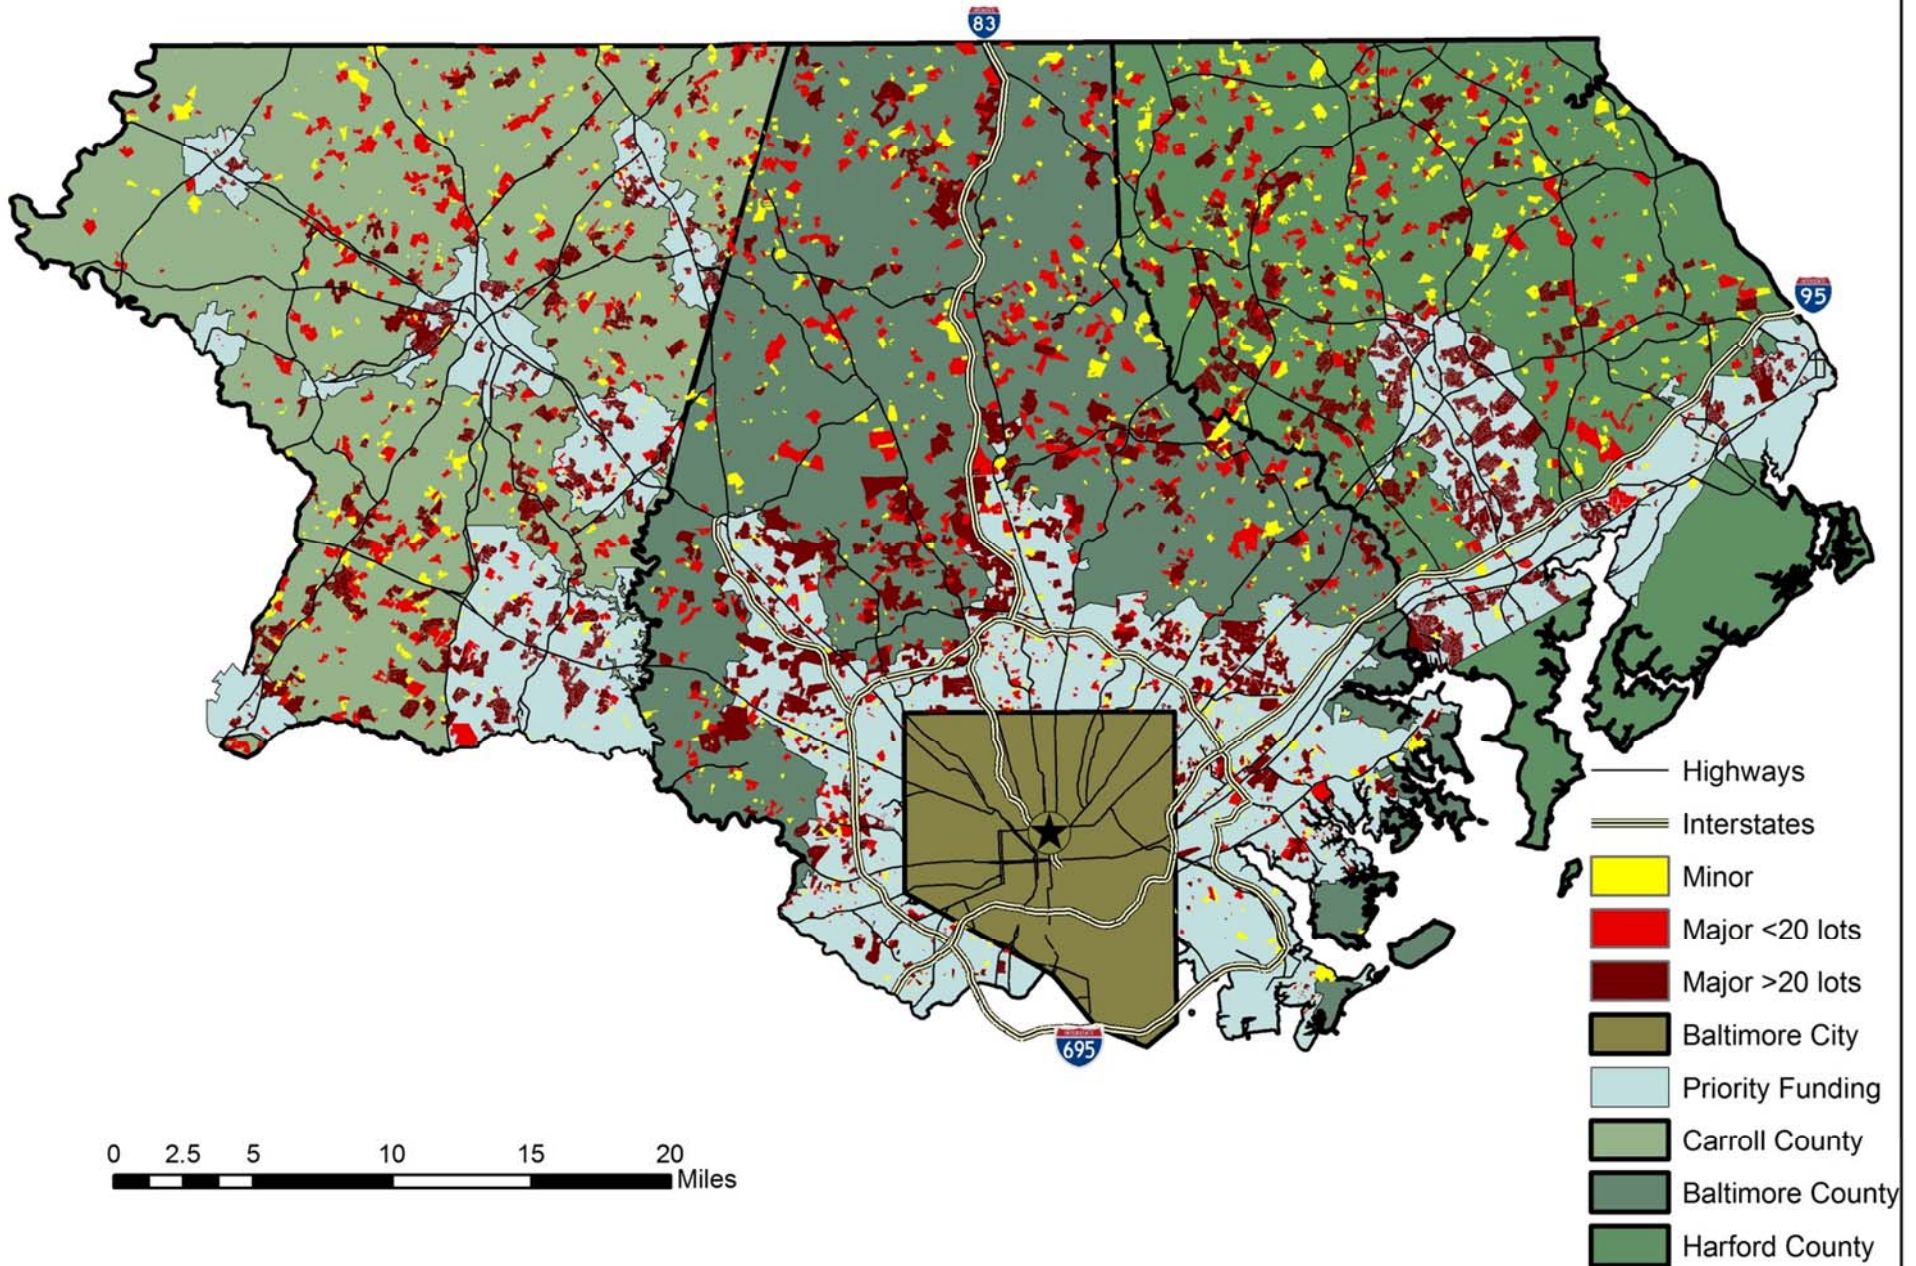 83
95
Highways
Interstates
Minor
Major <20 lots
Major >20 lots
Baltimore City
695
Priority Funding
Carroll County
0 2.5 5 10 15 20
Miles
Baltimore County
Harford County